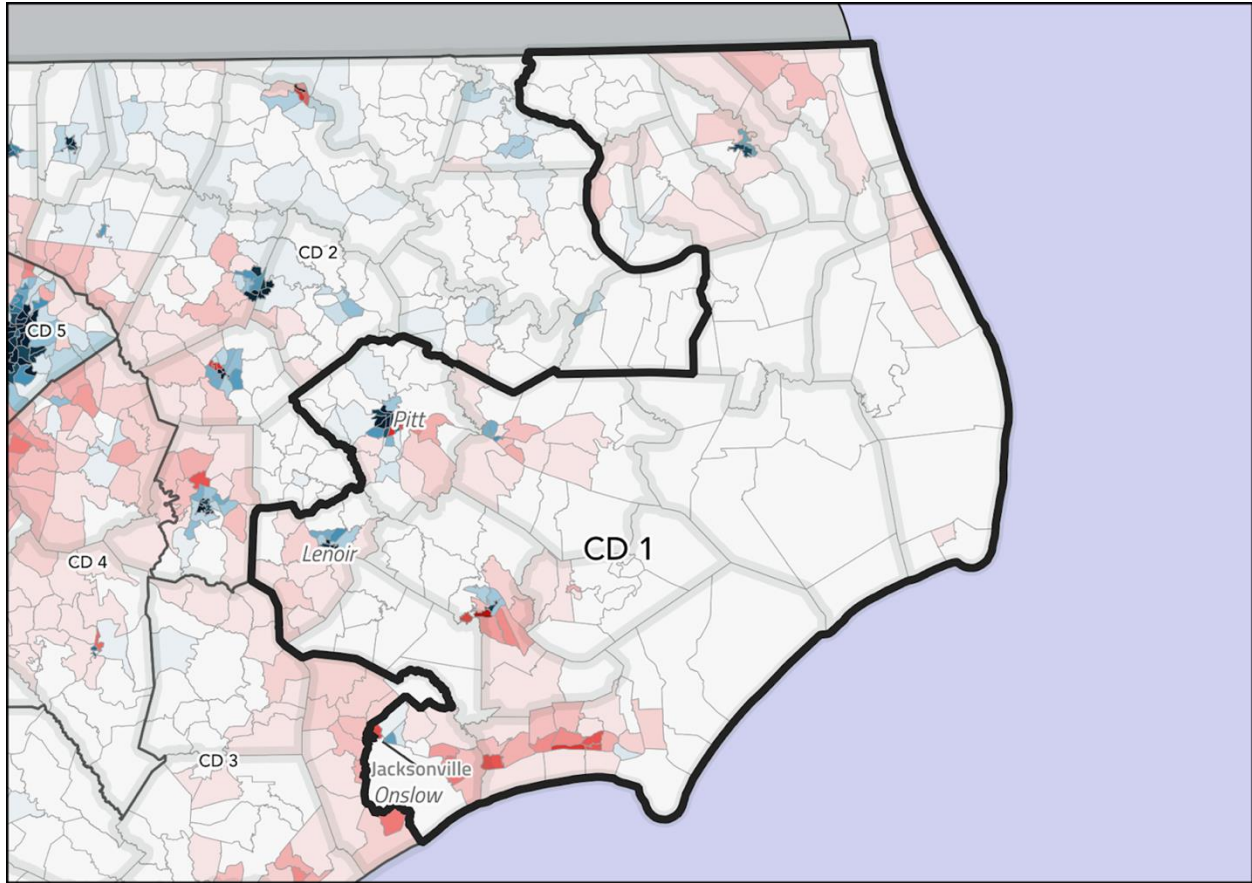 CD 2
CD 5
Pitt
CD 1
Lenoir
CD 4
CD 3
Jacksonville
Onslow